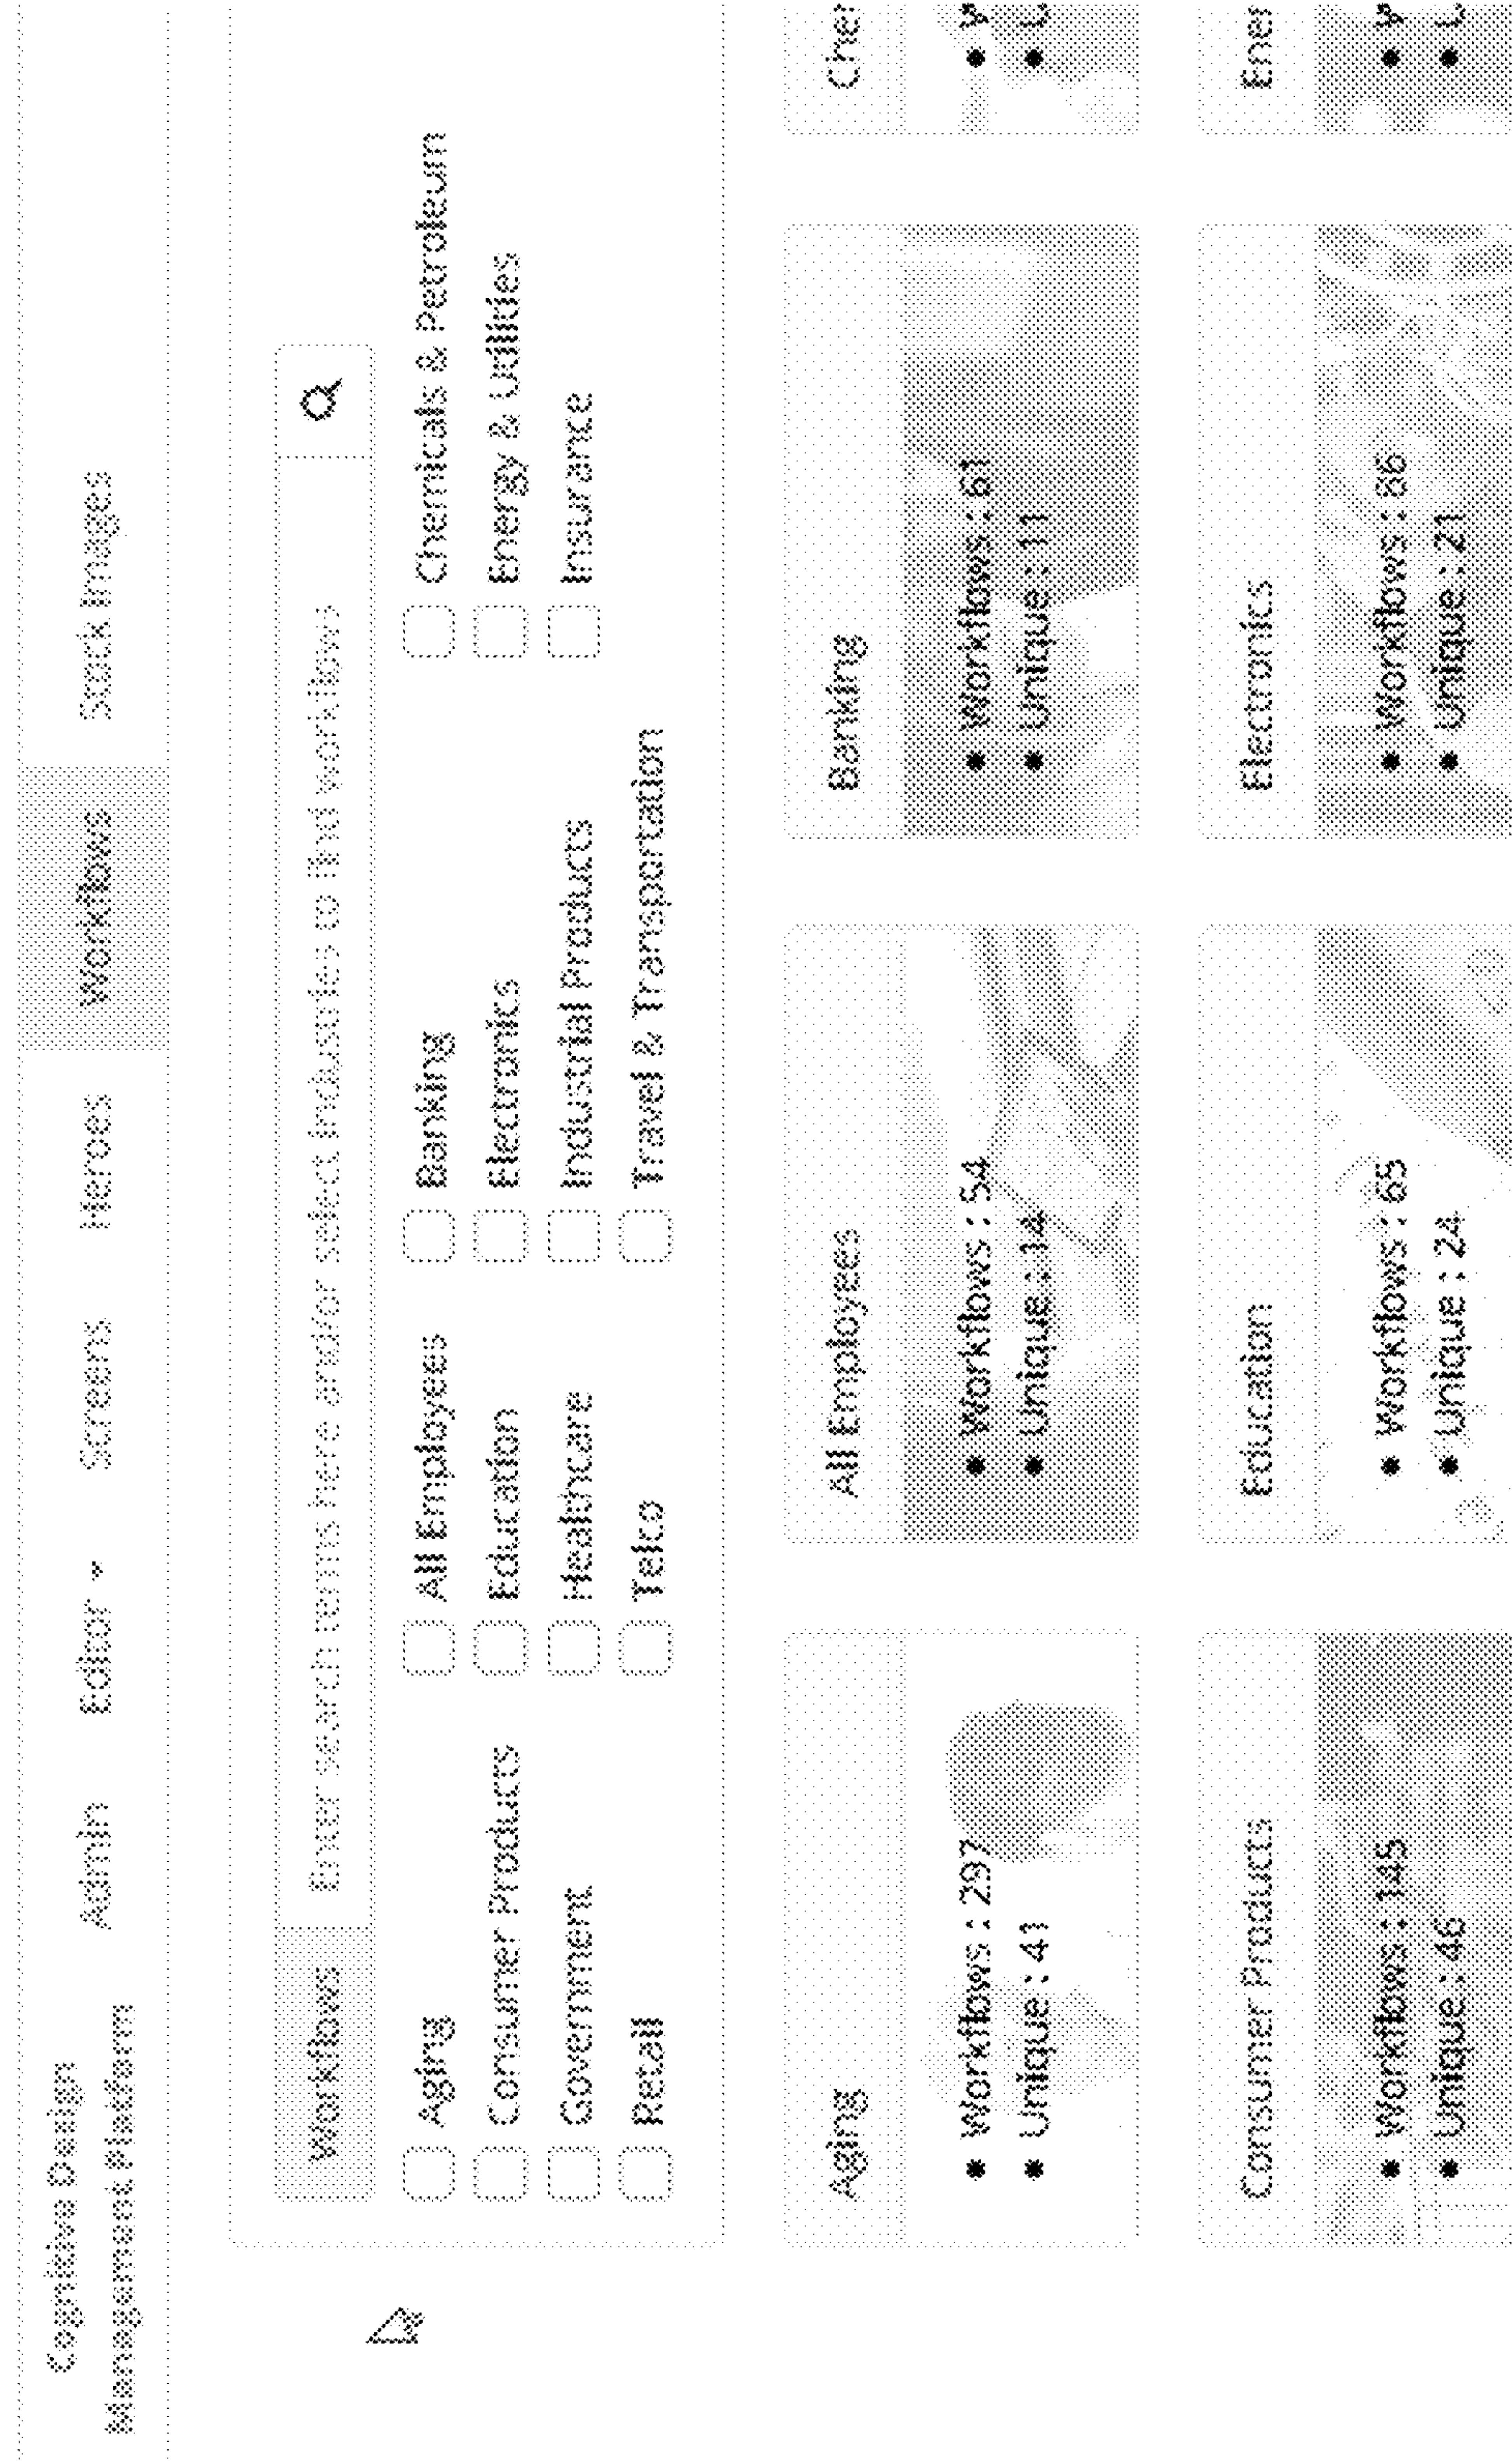 Cognitive Design
Management Platform
Admin
Editor
Screens
Heroes
Workflows
Stock Images
Workflows
Enter search terms here and/or select industries to find workflows
Aging
All Employees
Banking
Chemicals & Petroleum
Consumer Products
Education
Electronics
Energy & Utilities
Government
Healthcare
Industrial Products
Insurance
Retail
Telco
Travel & Transportation
Aging
All Employees
Banking
Cher
• Workflows : 297
• Workflows : 54
• Workflows : 61
• Unique : 41
• Unique : 14
• Unique : 11
Consumer Products
Education
Electronics
Ener
• Workflows : 145
• Workflows : 65
• Workflows : 86
• Unique : 46
• Unique : 24
• Unique : 21